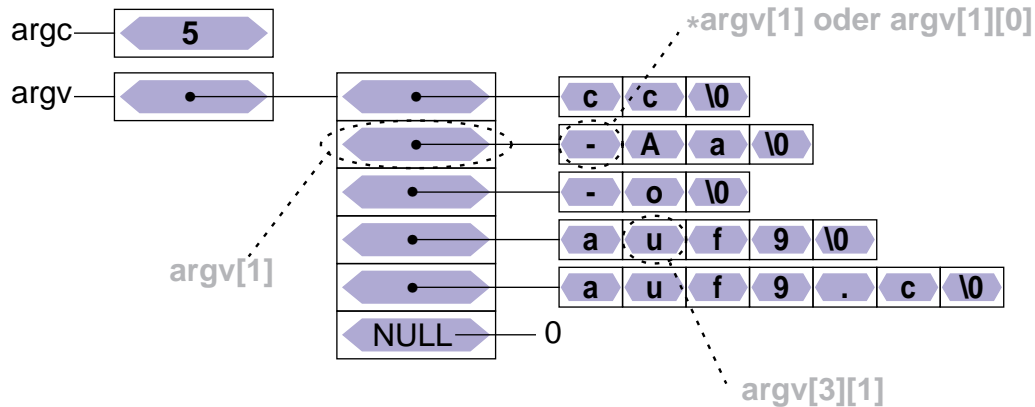 *argv[1] oder argv[1][0]
argc 5
argv c c \0
- A a \0
- o \0
a u f 9 \0
argv[1]
a u f 9 . c \0
NULL 0
argv[3][1]